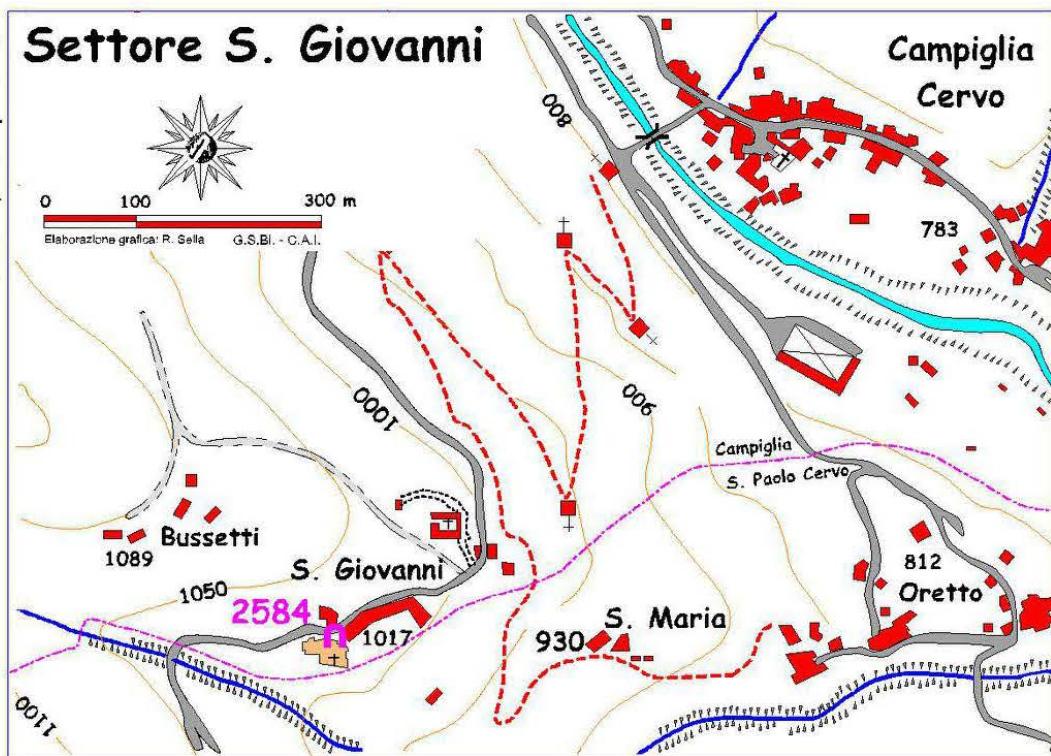 Settore S. Giovanni
Campiglia
Cervo
800
0 100 300 m
Elaborazione grafica: R. Sella G.S.Bi. - C.A.I.
783
1000
900
Campiglia
S. Paolo Cervo
Bussetti
1089
S. Giovanni
812
Oretto
1050
2584
1017
S. Maria
930
1100